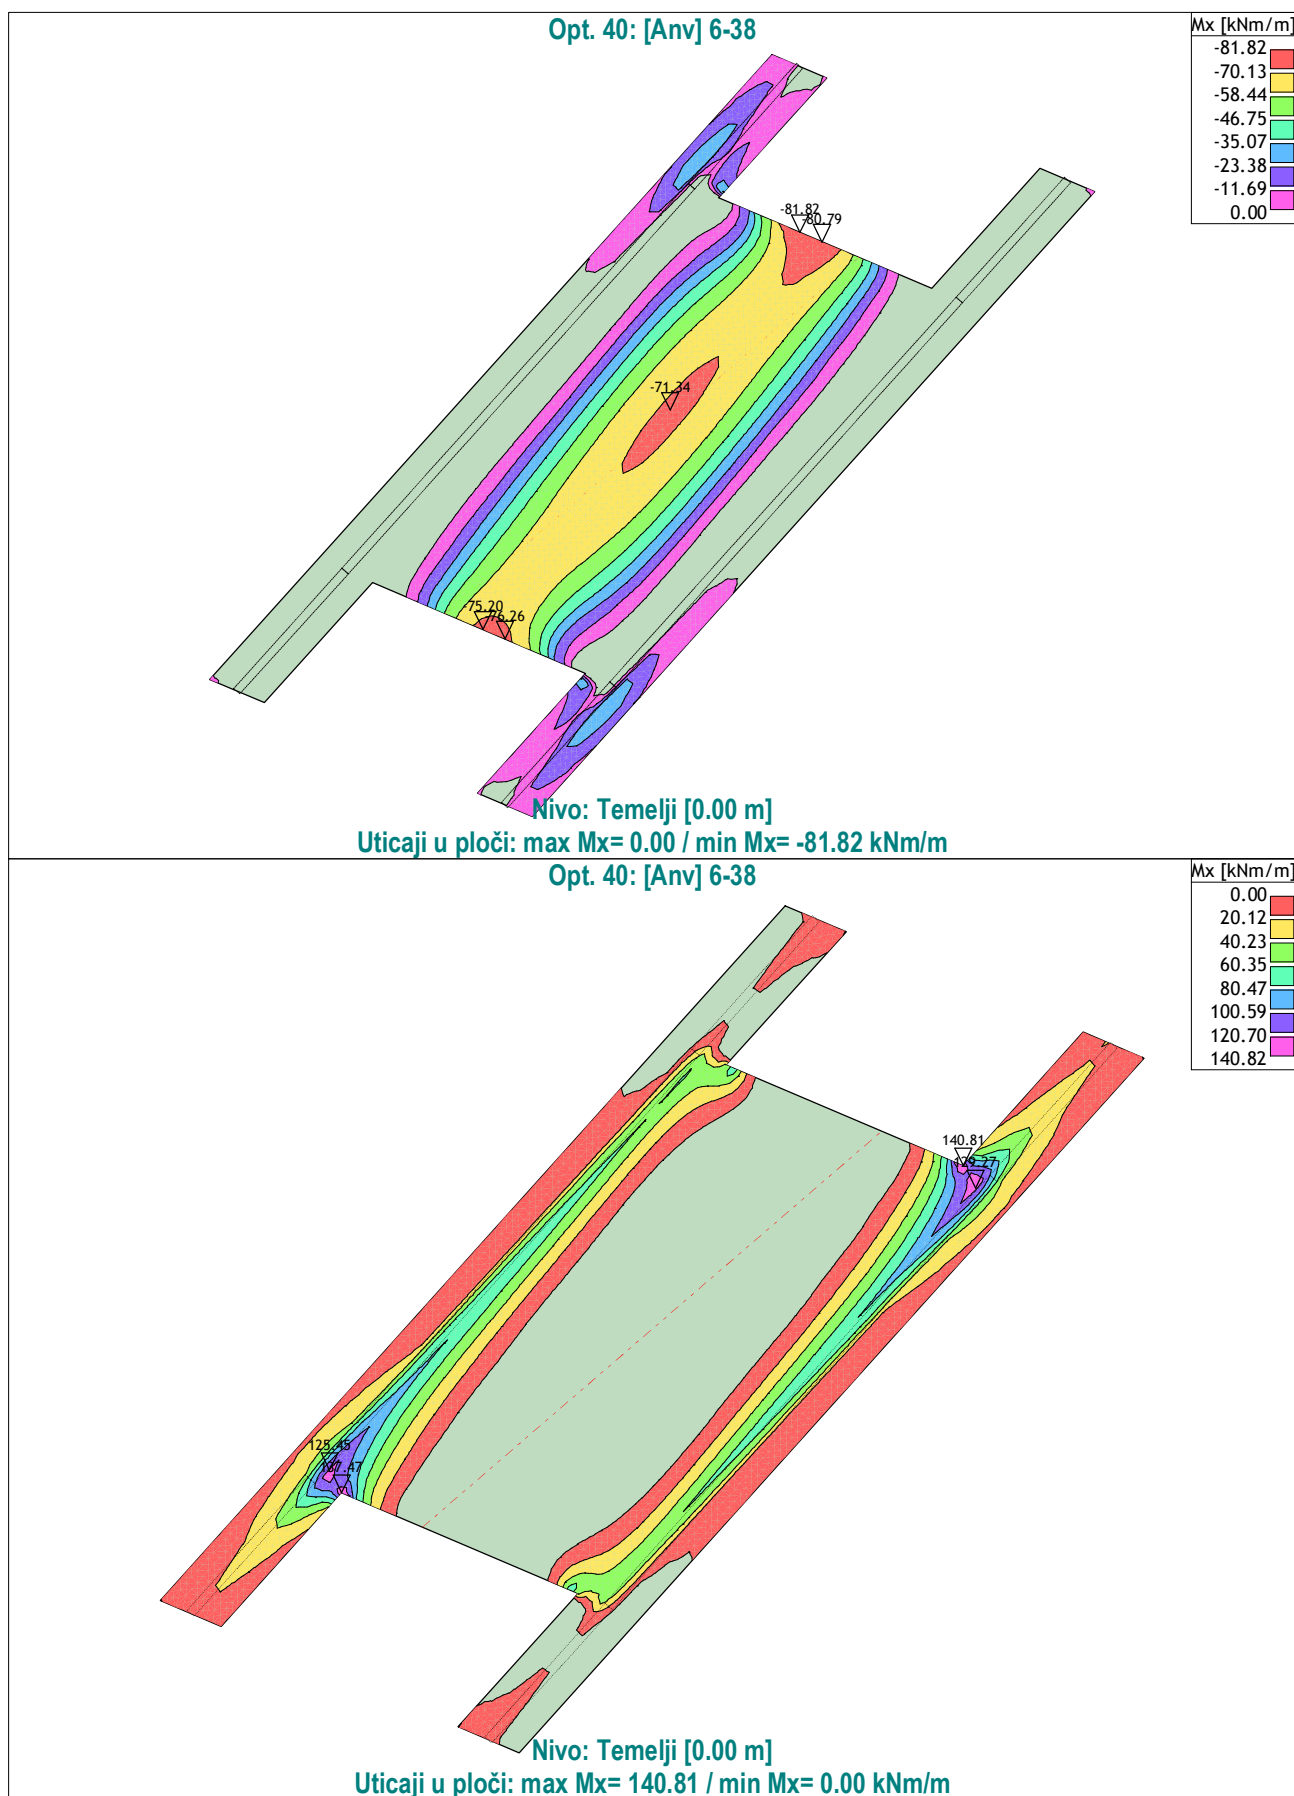 Opt. 40: [Anv] 6-38
Mx [kNm/m]
-81.82
-70.13
-58.44
-46.75
-35.07
-23.38
-11.69
0.00
-81.82
-80.79
-71.34
-75.20
-76.26
Nivo: Temelji [0.00 m]
Uticaji u ploči: max Mx= 0.00 / min Mx= -81.82 kNm/m
Opt. 40: [Anv] 6-38
Mx [kNm/m]
0.00
20.12
40.23
60.35
80.47
100.59
120.70
140.82
140.81
125.45
Nivo: Temelji [0.00 m]
Uticaji u ploči: max Mx= 140.81 / min Mx= 0.00 kNm/m